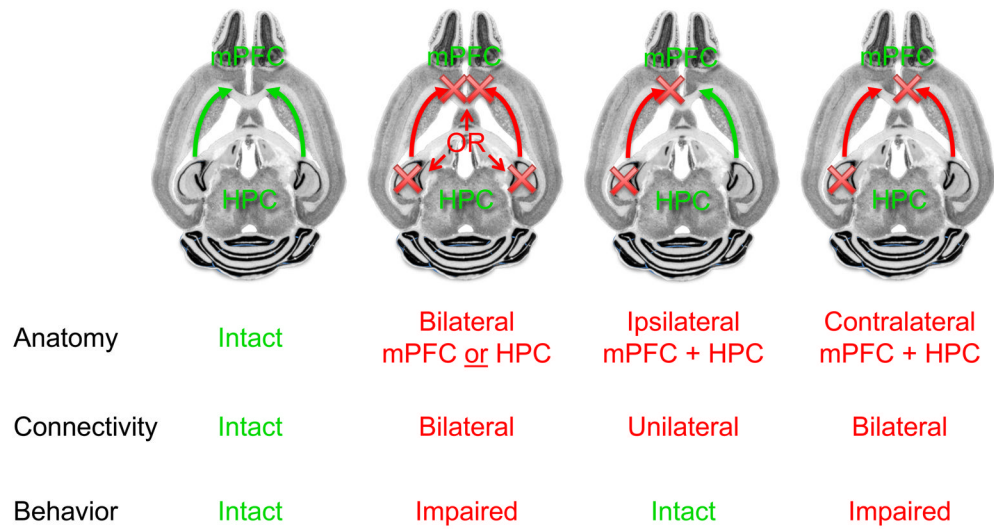 mPFC mPFC mPFC mPFC
OR
HPC HPC HPC HPC
Anatomy Intact Bilateral mPFC or HPC Ipsilateral mPFC + HPC Contralateral mPFC + HPC
Connectivity Intact Bilateral Unilateral Bilateral
Behavior Intact Impaired Intact Impaired